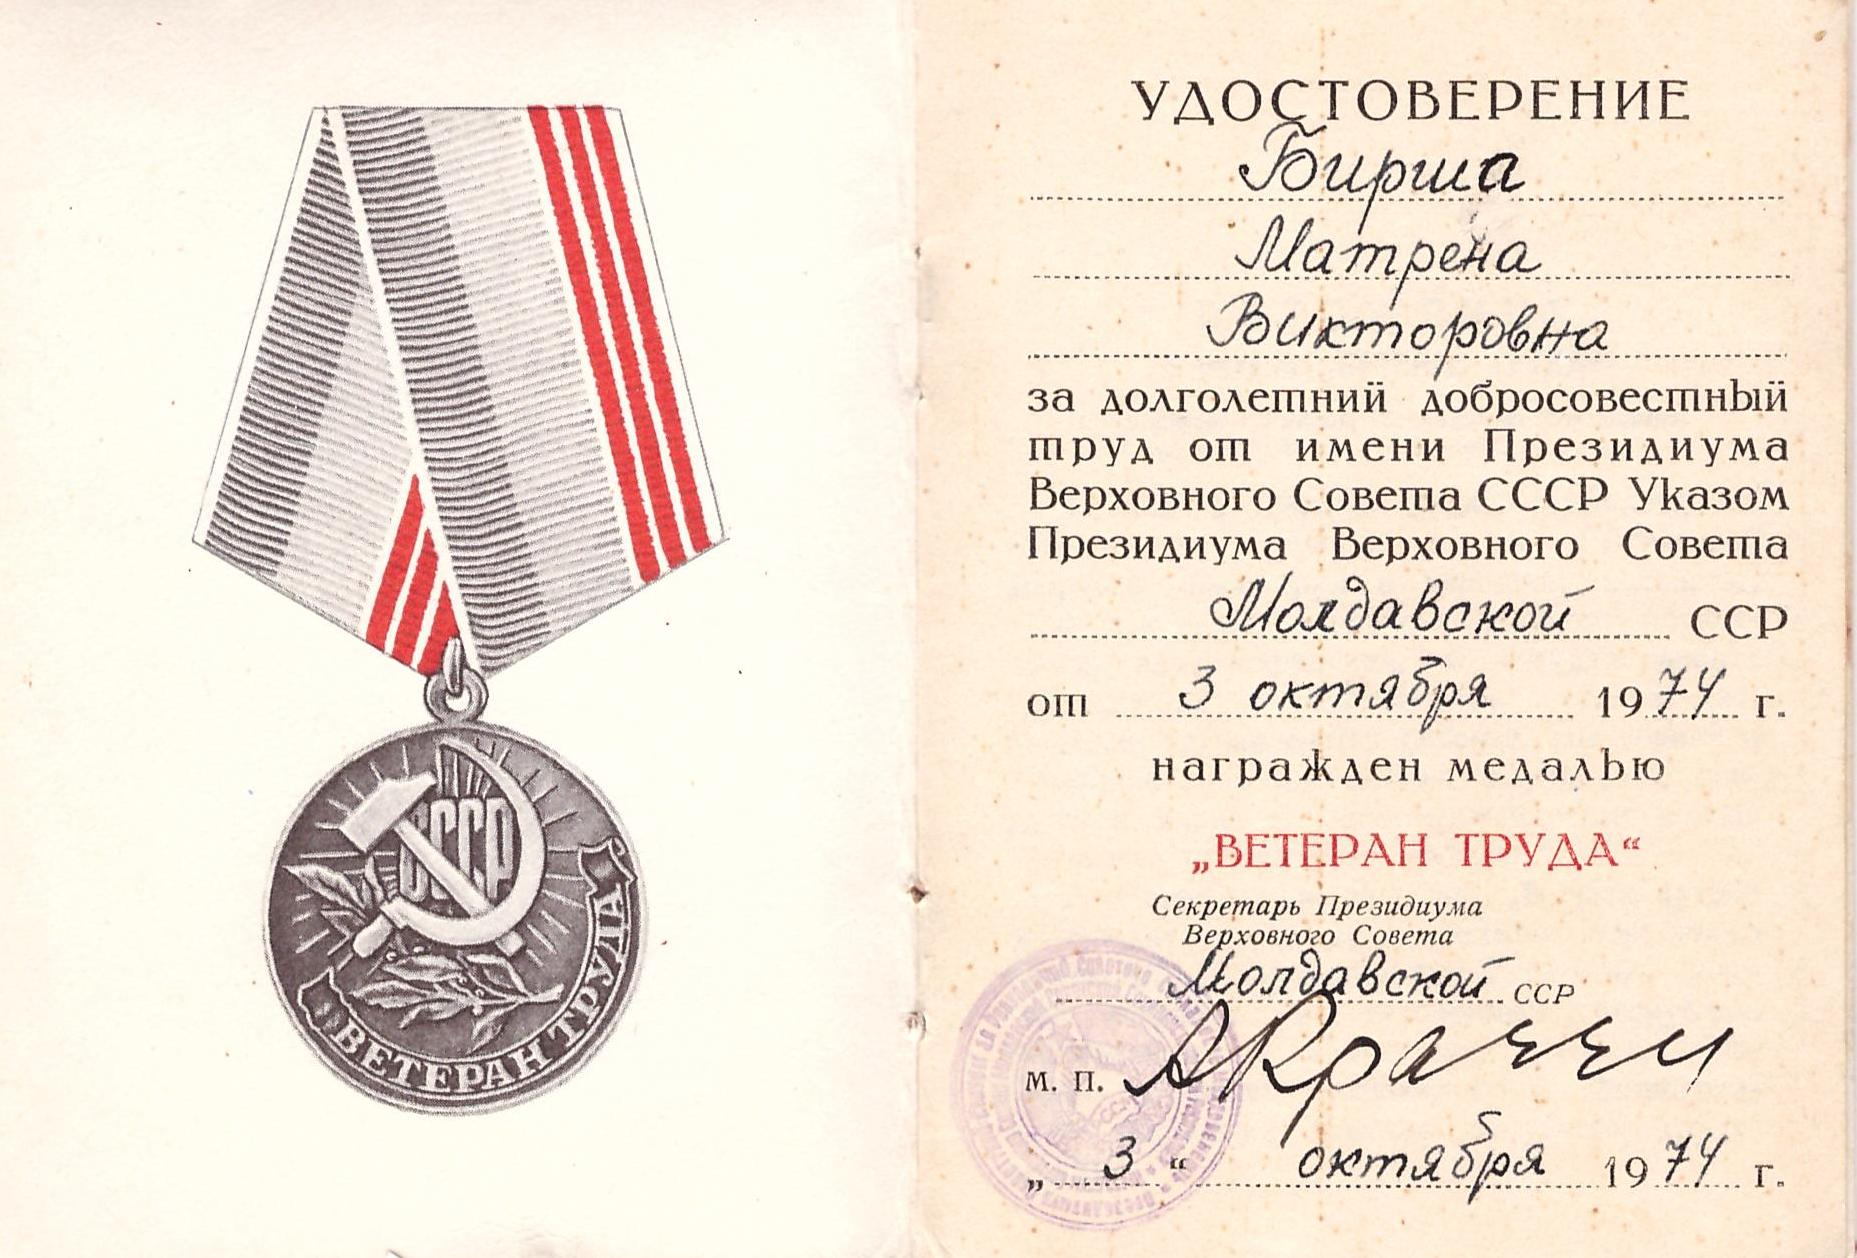 СССР
ВЕТЕРАН ТРУДА
УДОСТОВЕРЕНИЕ
Бирша
Матрёна
Викторовна
за долголетний добросовестный
труд от имени Президиума
Верховного Совета СССР Указом
Президиума Верховного Совета
Молдавской ССР
от 3 октября 1974 г.
награжден медалью
„ВЕТЕРАН ТРУДА“
Секретарь Президиума
Верховного Совета
Молдавской ССР
м. п.
„3“ октября 1974 г.